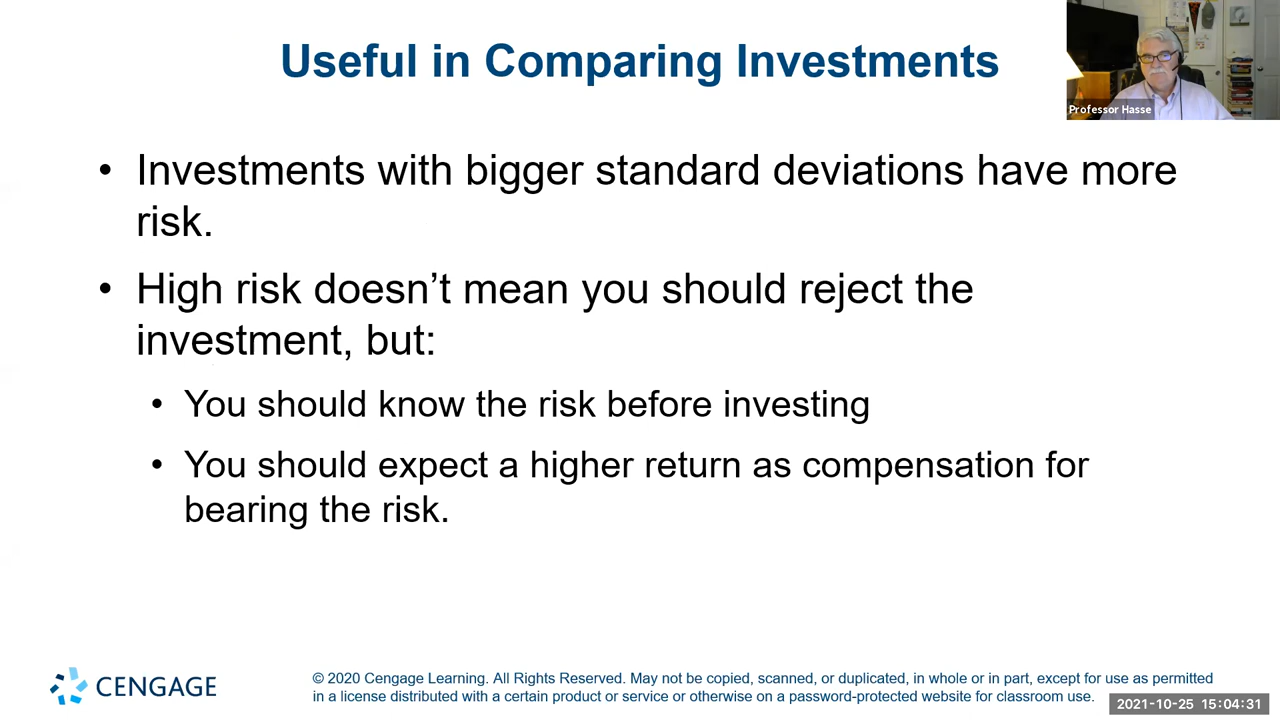 Useful in Comparing Investments
Professor Hasse
• Investments with bigger standard deviations have more
risk.
• High risk doesn’t mean you should reject the
investment, but:
• You should know the risk before investing
• You should expect a higher return as compensation for
bearing the risk.
CENGAGE
© 2020 Cengage Learning. All Rights Reserved. May not be copied, scanned, or duplicated, in whole or in part, except for use as permitted
in a license distributed with a certain product or service or otherwise on a password-protected website for classroom use.
2021-10-25 15:04:31